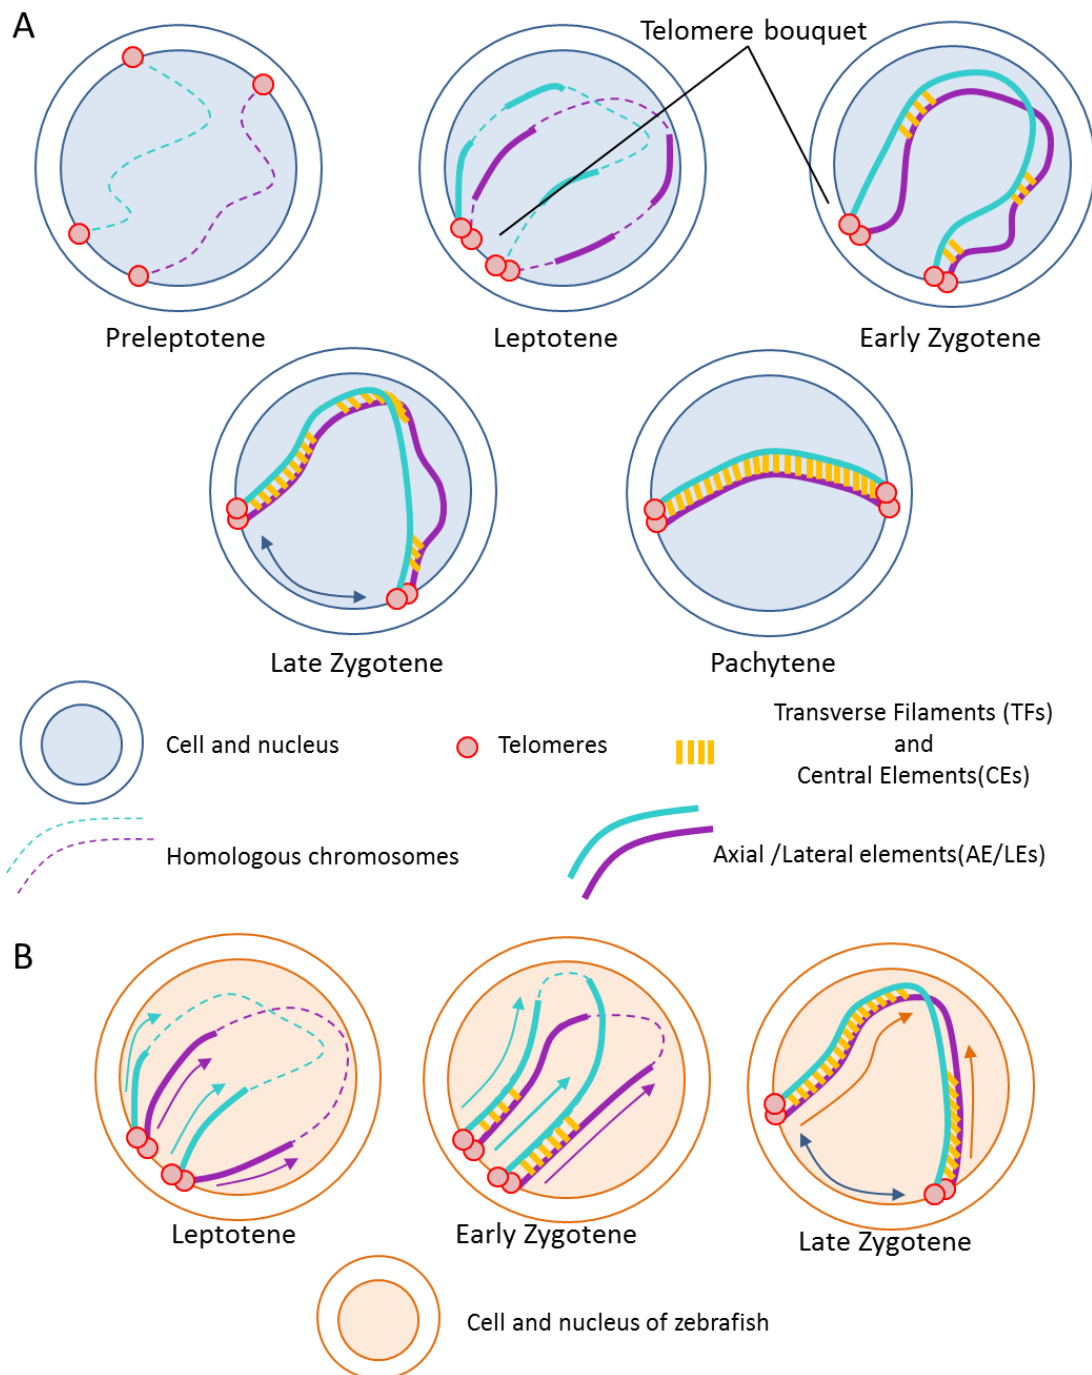 A
Telomere bouquet
Preleptotene
Leptotene
Early Zygotene
Late Zygotene
Pachytene
Cell and nucleus
Telomeres
Transverse Filaments (TFs)
and
Central Elements(CEs)
Homologous chromosomes
Axial /Lateral elements(AE/LEs)
B
Leptotene
Early Zygotene
Late Zygotene
Cell and nucleus of zebrafish